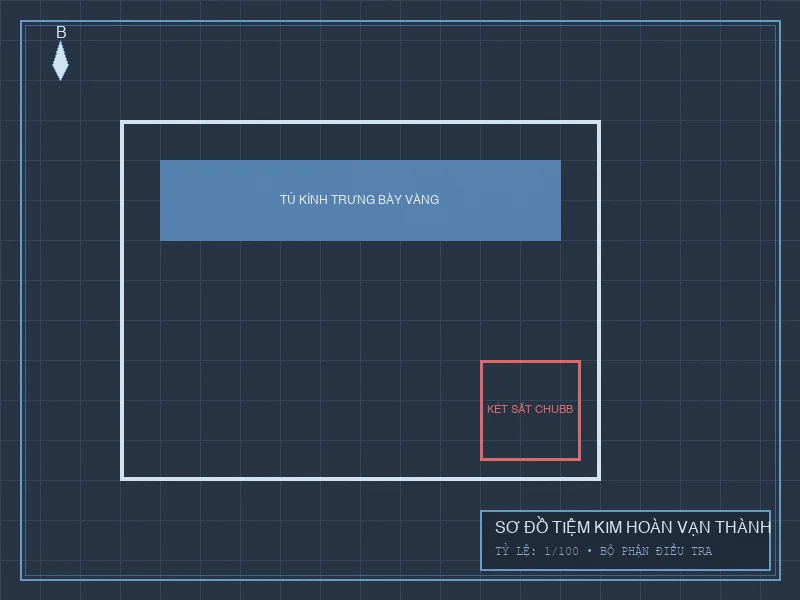 B
TỦ KÍNH TRƯNG BÀY VÀNG
KÉT SẮT CHUBB
SƠ ĐỒ TIỆM KIM HOÀN VẠN THÀNH
TỶ LỆ: 1/100 • BỘ PHẬN ĐIỀU TRA